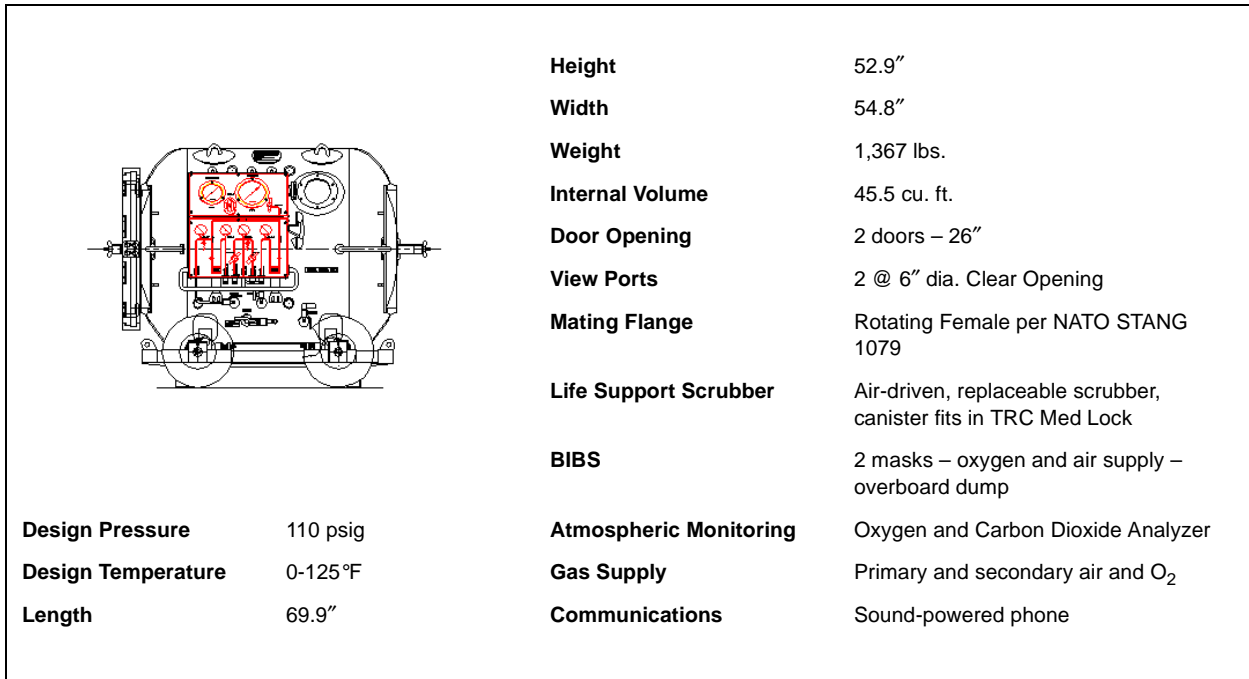 Height 52.9″
Width 54.8″
Weight 1,367 lbs.
Internal Volume 45.5 cu. ft.
Door Opening 2 doors – 26″
View Ports 2 @ 6″ dia. Clear Opening
Mating Flange Rotating Female per NATO STANG
1079
Life Support Scrubber Air-driven, replaceable scrubber,
canister fits in TRC Med Lock
BIBS 2 masks – oxygen and air supply –
overboard dump
Design Pressure 110 psig Atmospheric Monitoring Oxygen and Carbon Dioxide Analyzer
Design Temperature 0-125°F Gas Supply Primary and secondary air and O₂
Length 69.9″ Communications Sound-powered phone